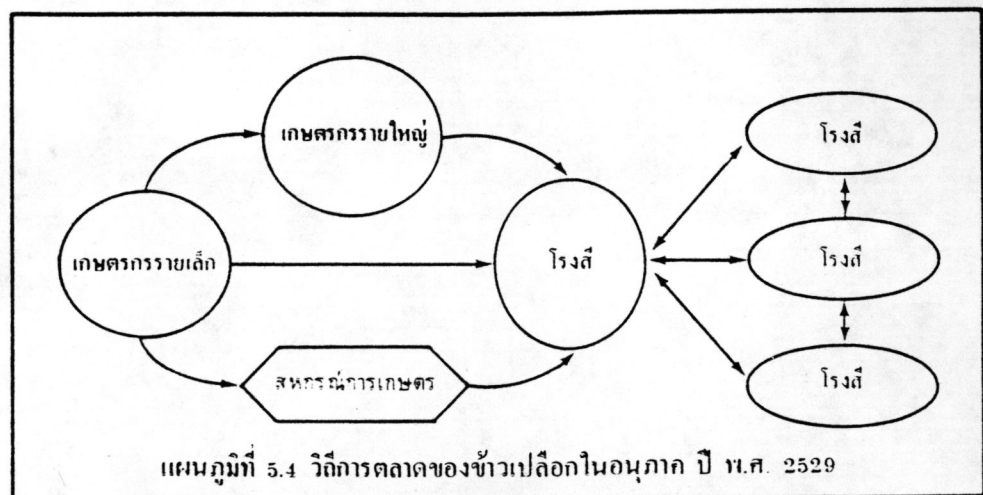 เกษตรกรรายใหญ่
โรงสี
เกษตรกรรายเล็ก
โรงสี
โรงสี
สหกรณ์การเกษตร
โรงสี
แผนภูมิที่ 5.4 วิถีการตลาดของข้าวเปลือกในอนุภาค ปี พ.ศ. 2529